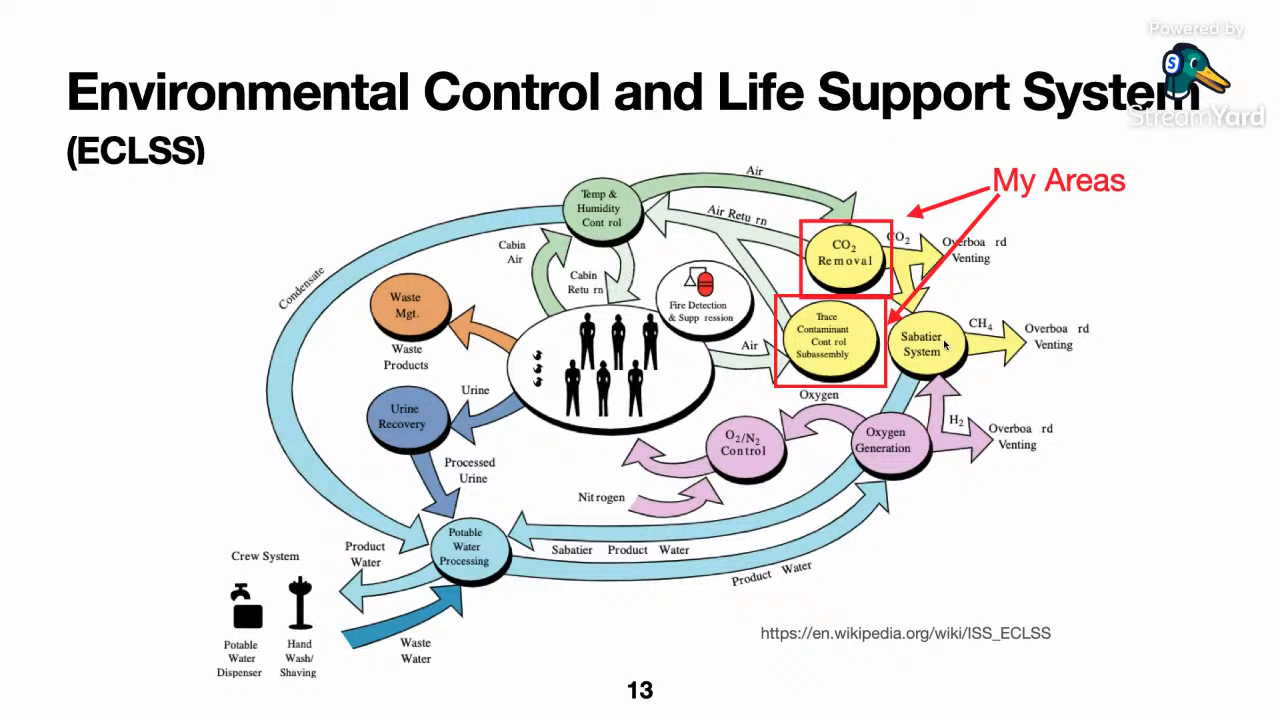 Powered by
S
StreamYard
Environmental Control and Life Support System
(ECLSS)
My Areas
Air
Temp &
Humidity
Cont rol
Air Retu rn
CO2
Removal
CO2
Overboa rd
Venting
Cabin
Air
Cabin
Retu rn
Condensate
Waste
Mgt.
Waste
Products
Fire Detection
& Supp ression
Trace
Contaminant
Cont rol
Subassembly
Sabatier
System
CH4
Overboa rd
Venting
Air
Urine
Oxygen
Urine
Recovery
O2/N2
Control
Oxygen
Generation
H2
Overboa rd
Venting
Processed
Urine
Nit rogen
Potable
Water
Processing
Sabatier Product Water
Product Water
Crew System
Product
Water
Potable
Water
Dispenser
Hand
Wash/
Shaving
Waste
Water
https://en.wikipedia.org/wiki/ISS_ECLSS
13